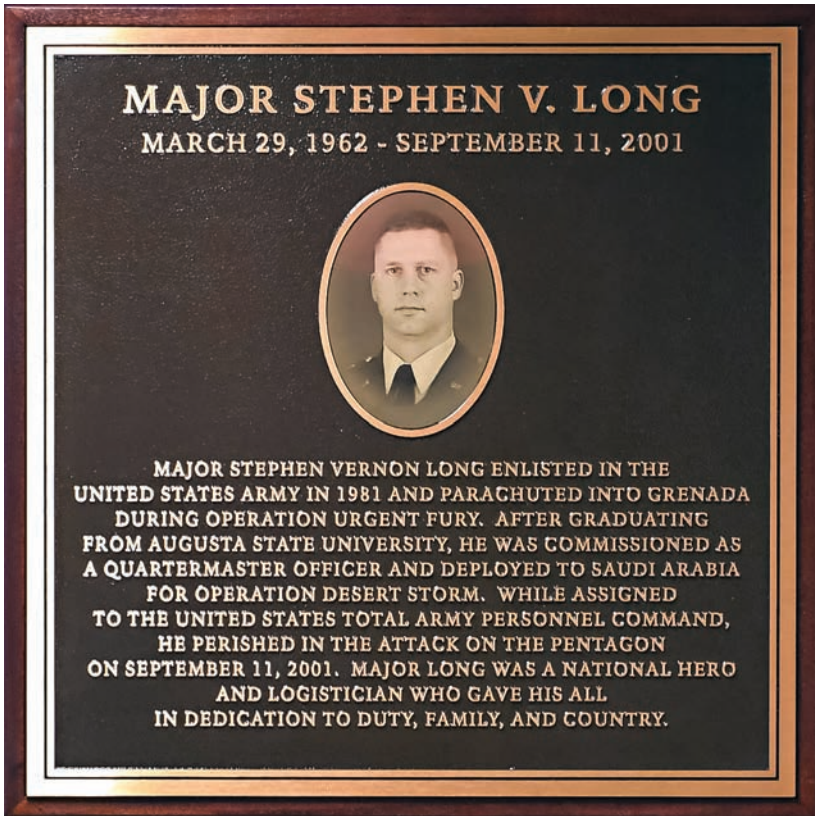 MAJOR STEPHEN V. LONG
MARCH 29, 1962 - SEPTEMBER 11, 2001
MAJOR STEPHEN VERNON LONG ENLISTED IN THE
UNITED STATES ARMY IN 1981 AND PARACHUTED INTO GRENADA
DURING OPERATION URGENT FURY. AFTER GRADUATING
FROM AUGUSTA STATE UNIVERSITY, HE WAS COMMISSIONED AS
A QUARTERMASTER OFFICER AND DEPLOYED TO SAUDI ARABIA
FOR OPERATION DESERT STORM. WHILE ASSIGNED
TO THE UNITED STATES TOTAL ARMY PERSONNEL COMMAND,
HE PERISHED IN THE ATTACK ON THE PENTAGON
ON SEPTEMBER 11, 2001. MAJOR LONG WAS A NATIONAL HERO
AND LOGISTICIAN WHO GAVE HIS ALL
IN DEDICATION TO DUTY, FAMILY, AND COUNTRY.